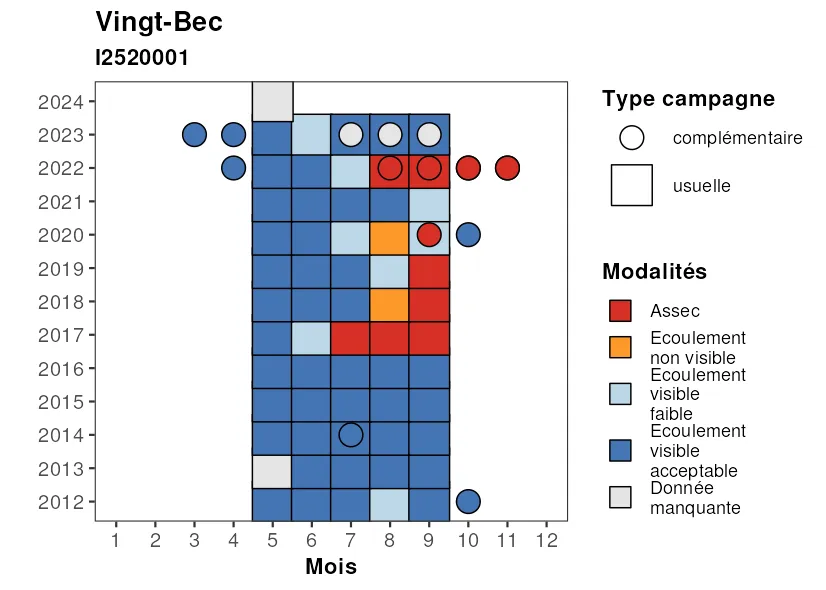 Vingt-Bec
I2520001
2024
2023
2022
2021
2020
2019
2018
2017
2016
2015
2014
2013
2012
1 2 3 4 5 6 7 8 9 10 11 12
Mois
Type campagne
complémentaire
usuelle
Modalités
Assec
Ecoulement
non visible
Ecoulement
visible
faible
Ecoulement
visible
acceptable
Donnée
manquante